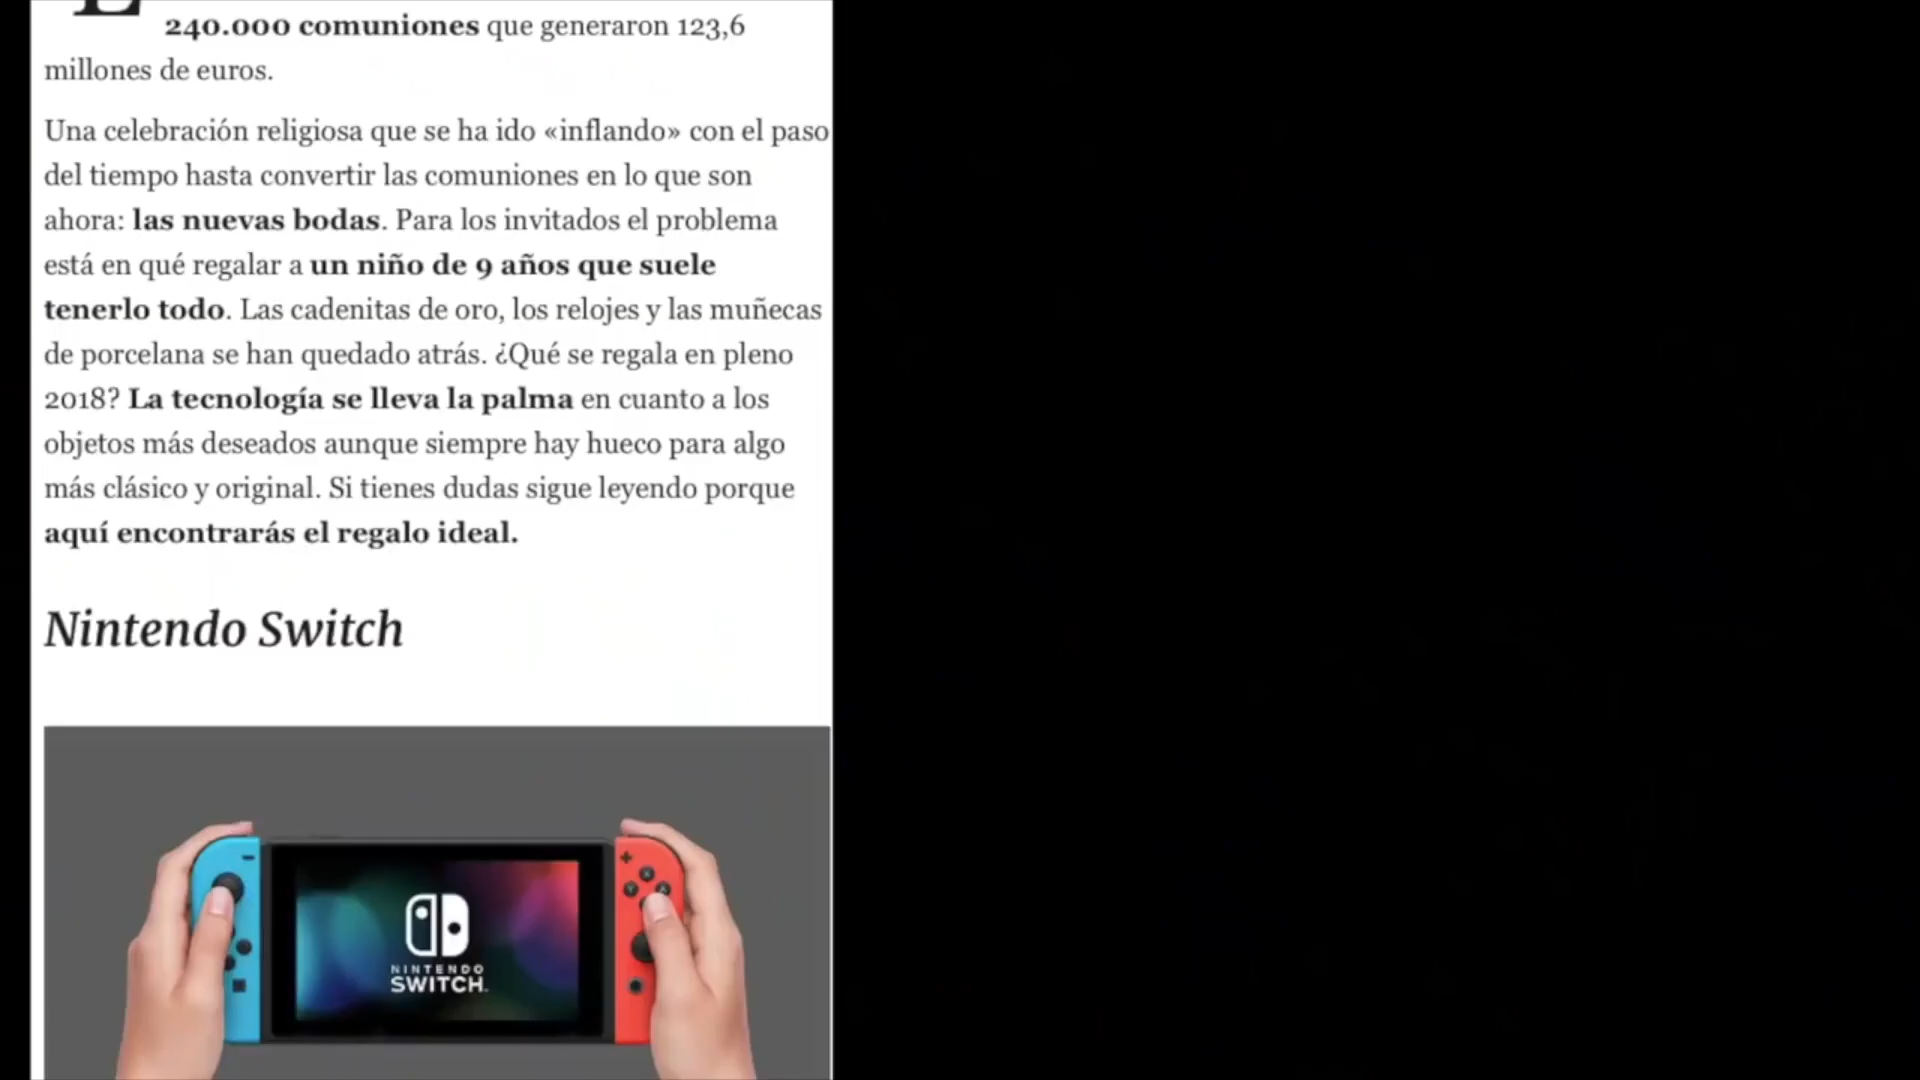 240.000 comuniones que generaron 123,6
millones de euros.
Una celebración religiosa que se ha ido «inflando» con el paso
del tiempo hasta convertir las comuniones en lo que son
ahora: las nuevas bodas. Para los invitados el problema
está en qué regalar a un niño de 9 años que suele
tenerlo todo. Las cadenitas de oro, los relojes y las muñecas
de porcelana se han quedado atrás. ¿Qué se regala en pleno
2018? La tecnología se lleva la palma en cuanto a los
objetos más deseados aunque siempre hay hueco para algo
más clásico y original. Si tienes dudas sigue leyendo porque
aquí encontrarás el regalo ideal.
Nintendo Switch
NINTENDO
SWITCH